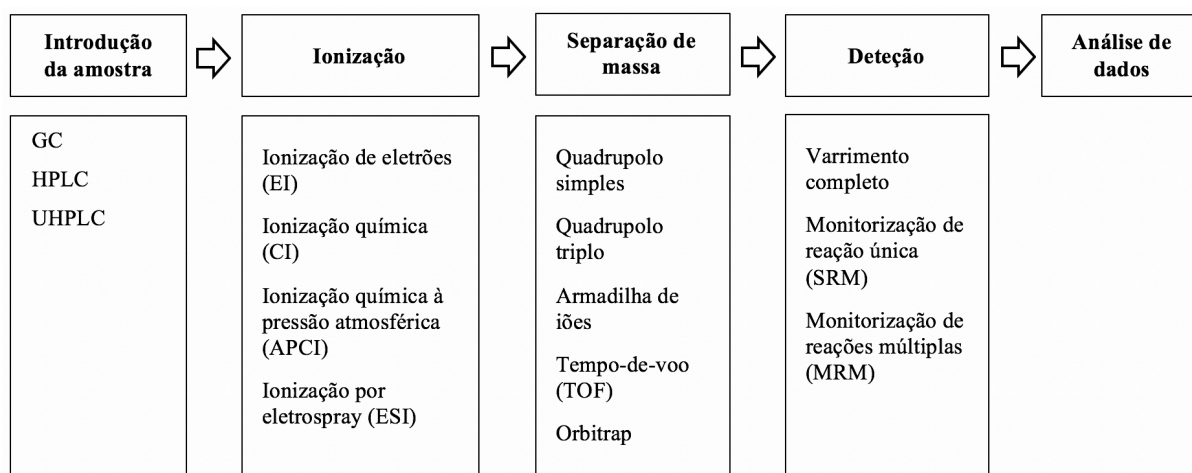 Introdução
da amostra
Ionização
Separação de
massa
Deteção
Análise de
dados
GC
HPLC
UHPLC
Ionização de eletrões
(EI)
Ionização química
(CI)
Ionização química à
pressão atmosférica
(APCI)
Ionização por
eletrospray (ESI)
Quadrupolo
simples
Quadrupolo
triplo
Armadilha de
iões
Tempo-de-voo
(TOF)
Orbitrap
Varrimento
completo
Monitorização de
reação única
(SRM)
Monitorização de
reações múltiplas
(MRM)